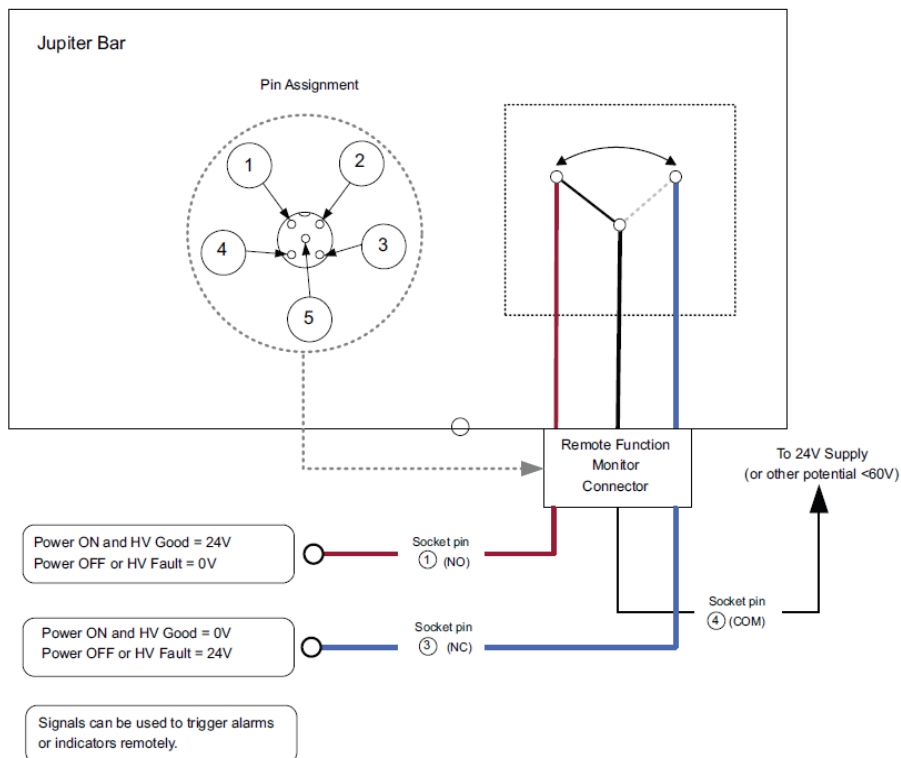 Jupiter Bar
Pin Assignment
1
2
4
3
5
Remote Function
Monitor
Connector
To 24V Supply
(or other potential <60V)
Power ON and HV Good = 24V
Power OFF or HV Fault = 0V
Socket pin
1 (NO)
Socket pin
4 (COM)
Power ON and HV Good = 0V
Power OFF or HV Fault = 24V
Socket pin
3 (NC)
Signals can be used to trigger alarms
or indicators remotely.